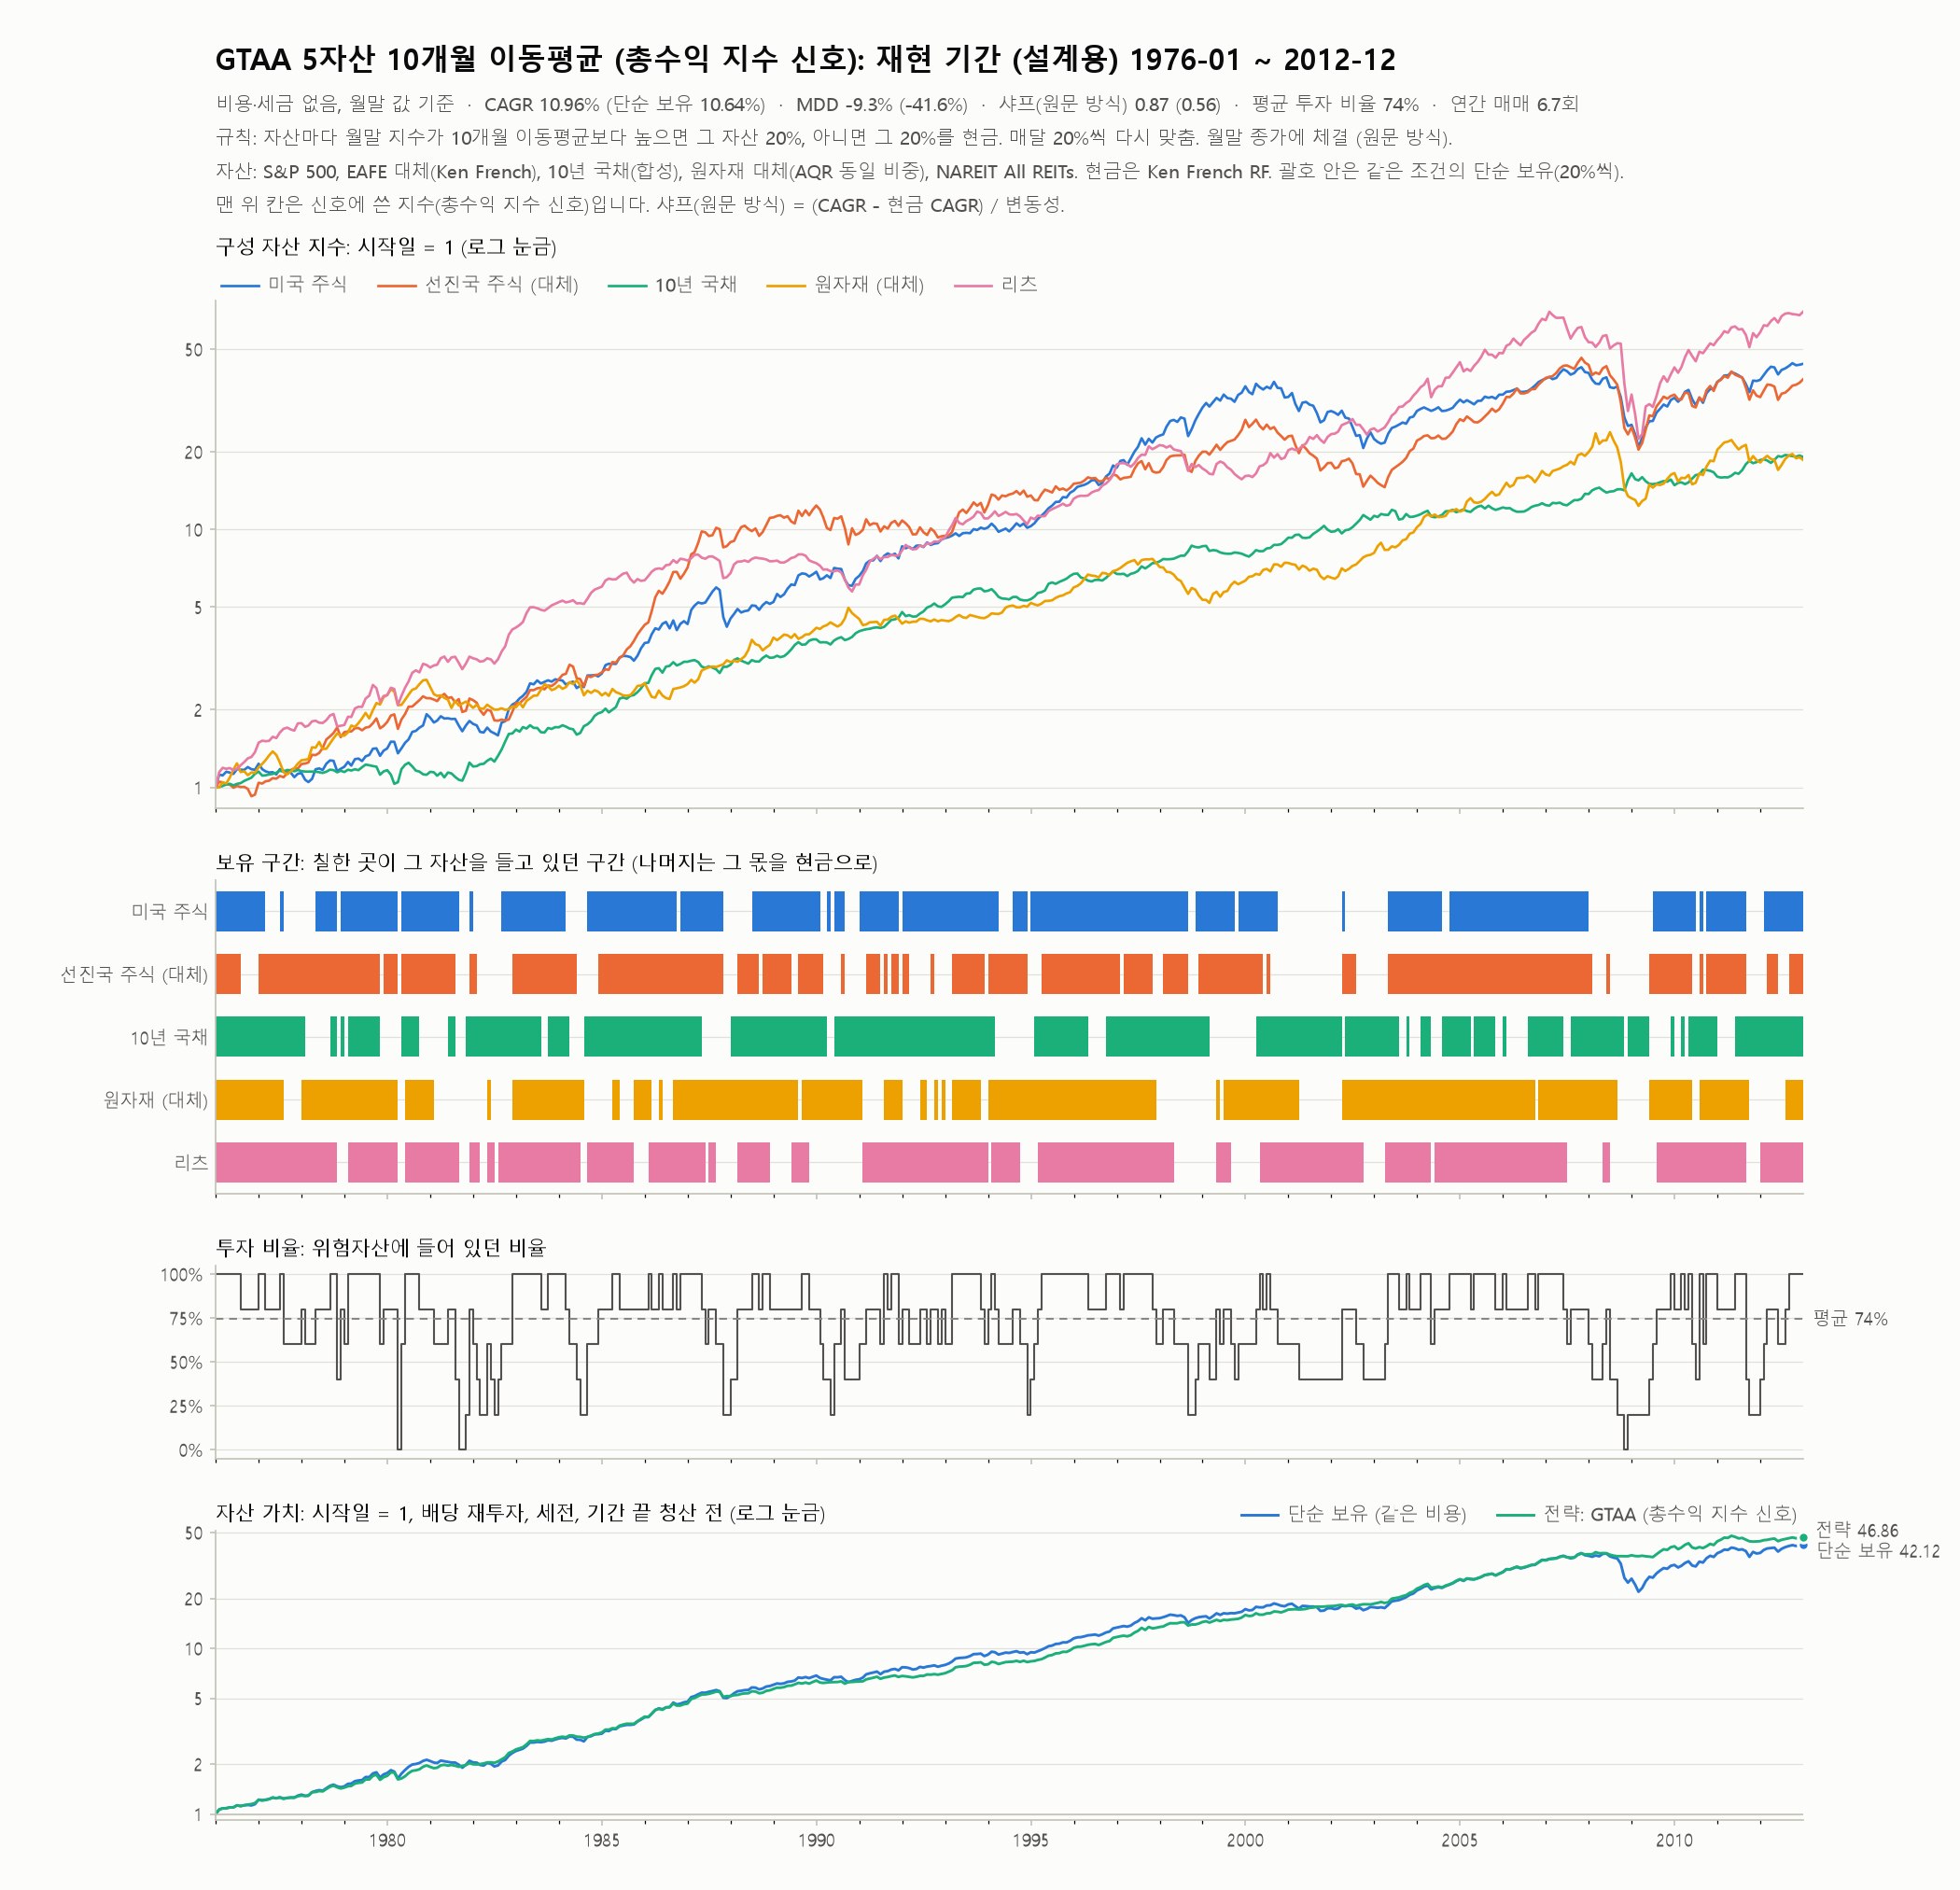 GTAA 5자산 10개월 이동평균 (총수익 지수 신호): 재현 기간 (설계용) 1976-01 ~ 2012-12
비용·세금 없음, 월말 값 기준 · CAGR 10.96% (단순 보유 10.64%) · MDD -9.3% (-41.6%) · 샤프(원문 방식) 0.87 (0.56) · 평균 투자 비율 74% · 연간 매매 6.7회
규칙: 자산마다 월말 지수가 10개월 이동평균보다 높으면 그 자산 20%, 아니면 그 20%를 현금. 매달 20%씩 다시 맞춤. 월말 종가에 체결 (원문 방식).
자산: S&P 500, EAFE 대체(Ken French), 10년 국채(합성), 원자재 대체(AQR 동일 비중), NAREIT All REITs. 현금은 Ken French RF. 괄호 안은 같은 조건의 단순 보유(20%씩).
맨 위 칸은 신호에 쓴 지수(총수익 지수 신호)입니다. 샤프(원문 방식) = (CAGR - 현금 CAGR) / 변동성.
구성 자산 지수: 시작일 = 1 (로그 눈금)
미국 주식 선진국 주식 (대체) 10년 국채 원자재 (대체) 리츠
50
20
10
5
2
1
보유 구간: 칠한 곳이 그 자산을 들고 있던 구간 (나머지는 그 몫을 현금으로)
미국 주식
선진국 주식 (대체)
10년 국채
원자재 (대체)
리츠
투자 비율: 위험자산에 들어 있던 비율
100%
75%
평균 74%
50%
25%
0%
자산 가치: 시작일 = 1, 배당 재투자, 세전, 기간 끝 청산 전 (로그 눈금)
단순 보유 (같은 비용) 전략: GTAA (총수익 지수 신호)
50
전략 46.86
단순 보유 42.12
20
10
5
2
1
1980 1985 1990 1995 2000 2005 2010